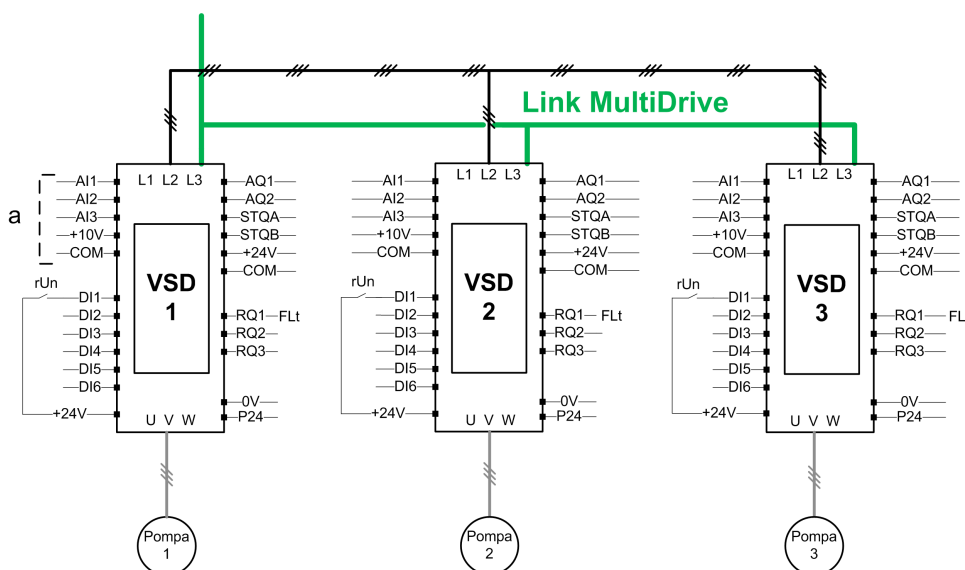 Link MultiDrive
L1 L2 L3
a
AI1
AI2
AI3
+10V
COM
rUn
DI1
DI2
DI3
DI4
DI5
DI6
+24V
VSD
1
AQ1
AQ2
STQA
STQB
+24V
COM
RQ1 FLt
RQ2
RQ3
0V
P24
U V W
Pompa
1
L1 L2 L3
AI1
AI2
AI3
+10V
COM
rUn
DI1
DI2
DI3
DI4
DI5
DI6
+24V
VSD
2
AQ1
AQ2
STQA
STQB
+24V
COM
RQ1 FLt
RQ2
RQ3
0V
P24
U V W
Pompa
2
L1 L2 L3
AI1
AI2
AI3
+10V
COM
rUn
DI1
DI2
DI3
DI4
DI5
DI6
+24V
VSD
3
AQ1
AQ2
STQA
STQB
+24V
COM
RQ1 FL
RQ2
RQ3
0V
P24
U V W
Pompa
3